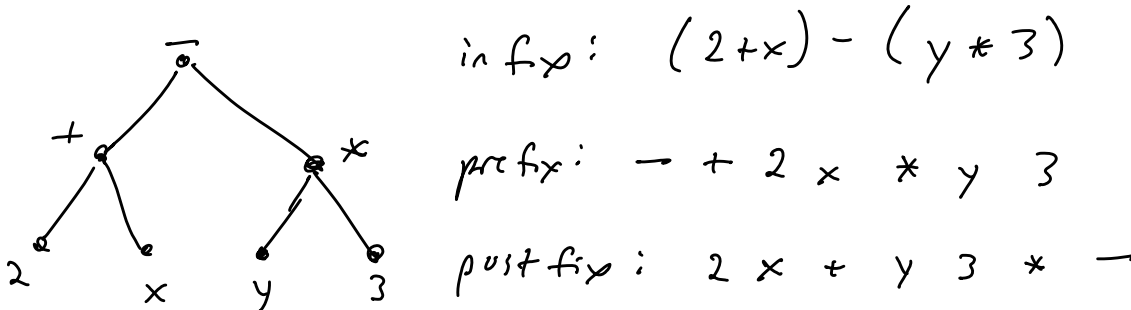 −
+ *
2 x y 3
infix: (2+x) - (y * 3)
prefix: - + 2 x * y 3
postfix: 2 x + y 3 * -